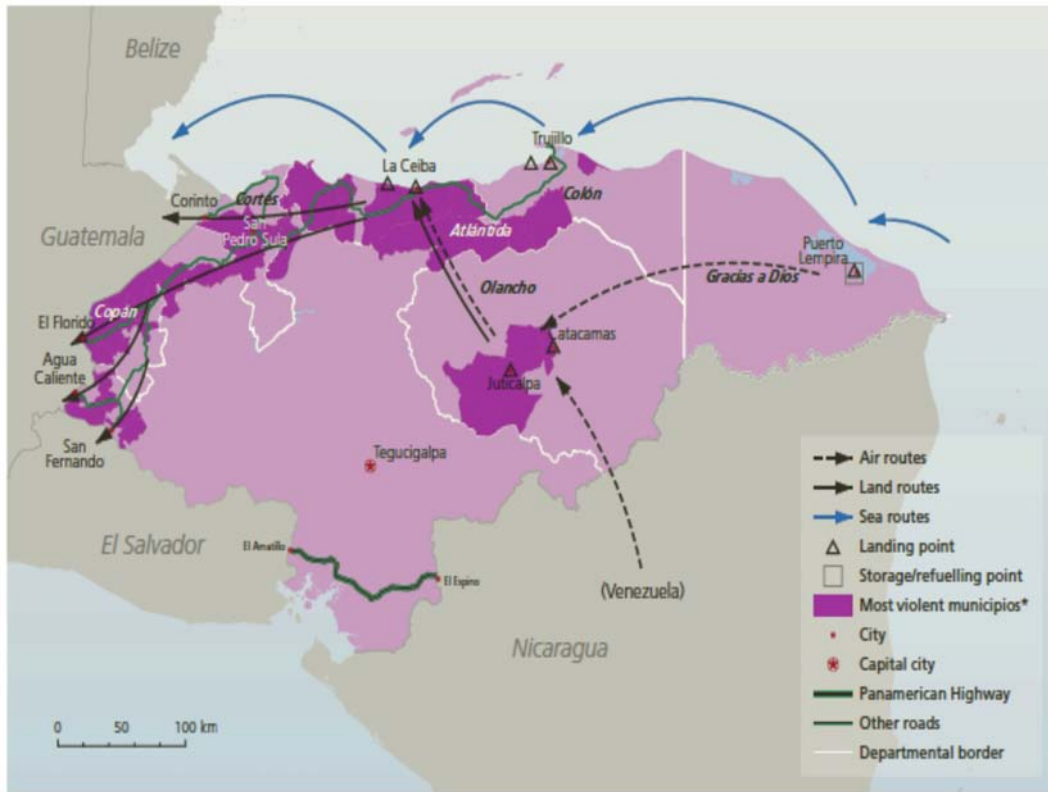 Belize
Trujillo
La Ceiba
Colón
Corinto
Cortés
Guatemala
San
Pedro Sula
Atlántida
Puerto
Lempira
Gracias a Dios
Olancho
Copán
El Florido
Catacamas
Agua
Caliente
Juticalpa
San
Fernando
Tegucigalpa
El Salvador
El Amatillo
El Espino
(Venezuela)
Nicaragua
0 50 100 km
Air routes
Land routes
Sea routes
Landing point
Storage/refuelling point
Most violent municipios*
City
Capital city
Panamerican Highway
Other roads
Departmental border